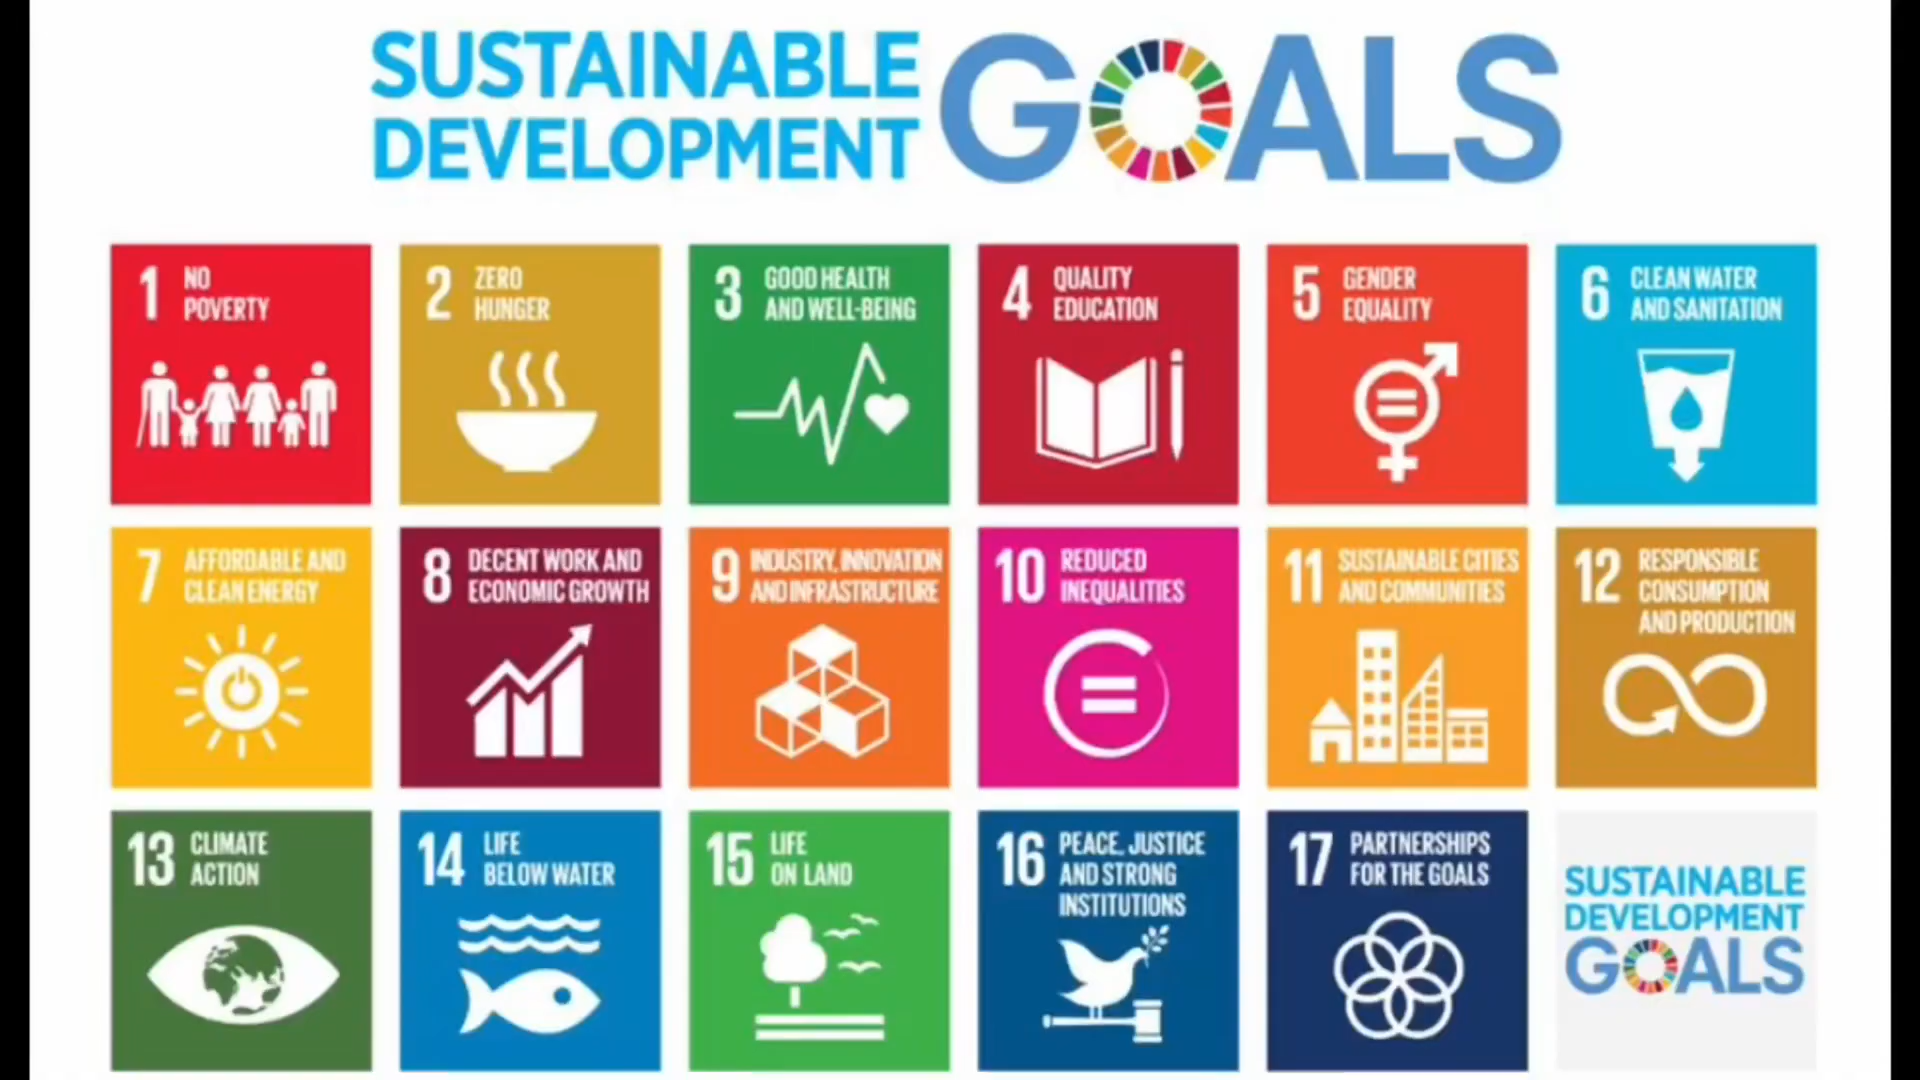 SUSTAINABLE
DEVELOPMENT
GOALS
1 NO
POVERTY
2 ZERO
HUNGER
3 GOOD HEALTH
AND WELL-BEING
4 QUALITY
EDUCATION
5 GENDER
EQUALITY
6 CLEAN WATER
AND SANITATION
7 AFFORDABLE AND
CLEAN ENERGY
8 DECENT WORK AND
ECONOMIC GROWTH
9 INDUSTRY, INNOVATION
AND INFRASTRUCTURE
10 REDUCED
INEQUALITIES
11 SUSTAINABLE CITIES
AND COMMUNITIES
12 RESPONSIBLE
CONSUMPTION
AND PRODUCTION
13 CLIMATE
ACTION
14 LIFE
BELOW WATER
15 LIFE
ON LAND
16 PEACE, JUSTICE
AND STRONG
INSTITUTIONS
17 PARTNERSHIPS
FOR THE GOALS
SUSTAINABLE
DEVELOPMENT
GOALS